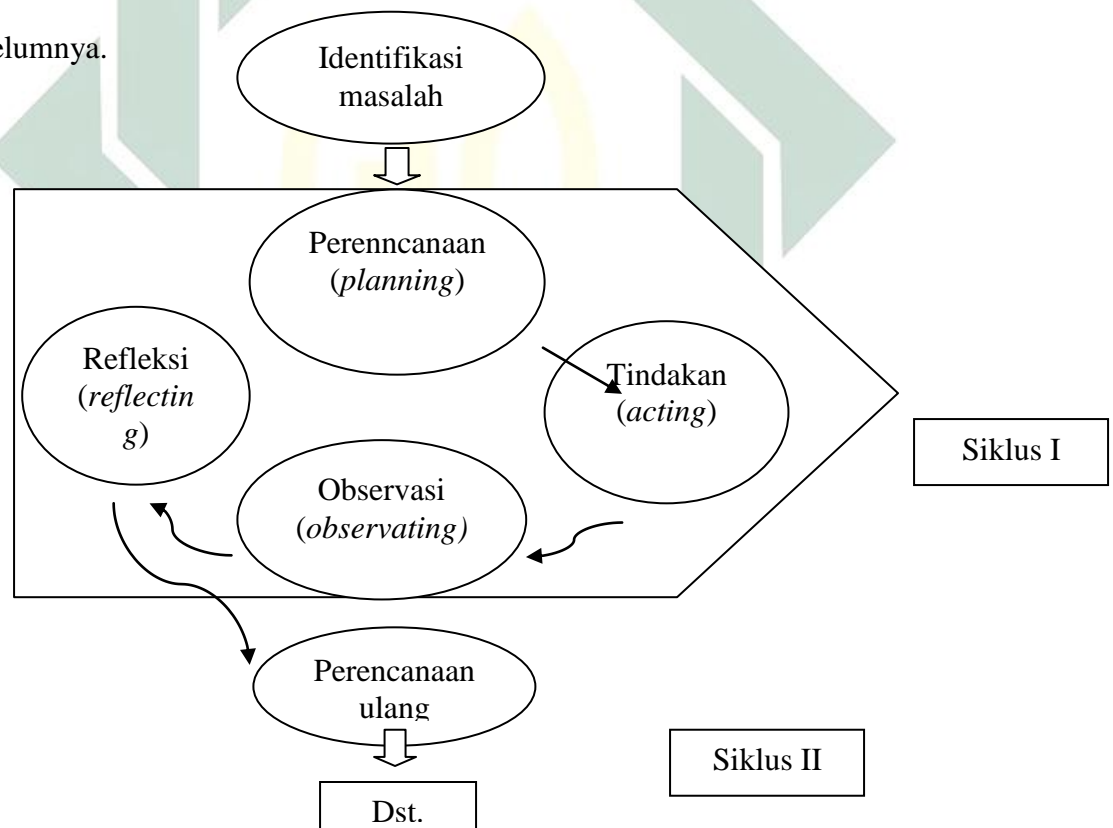 elumnya.
Identifikasi
masalah
Perenncanaan
(planning)
Refleksi
(reflectin
g)
Tindakan
(acting)
Siklus I
Observasi
(observating)
Perencanaan
ulang
Siklus II
Dst.